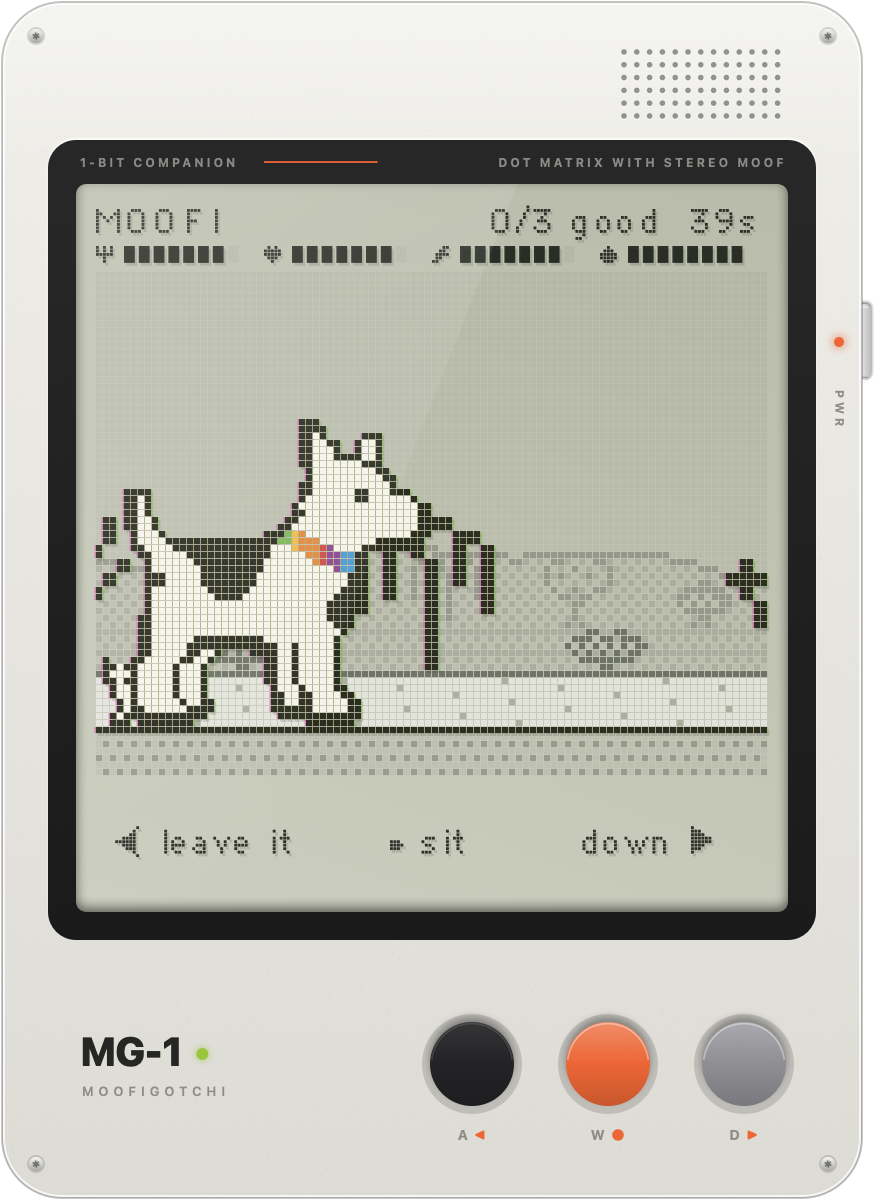 1-BIT COMPANION
DOT MATRIX WITH STEREO MOOF
MOOFI
0/3 good 39s
PWR
leave it
sit
down
MG-1
MOOFIGOTCHI
A
W
D